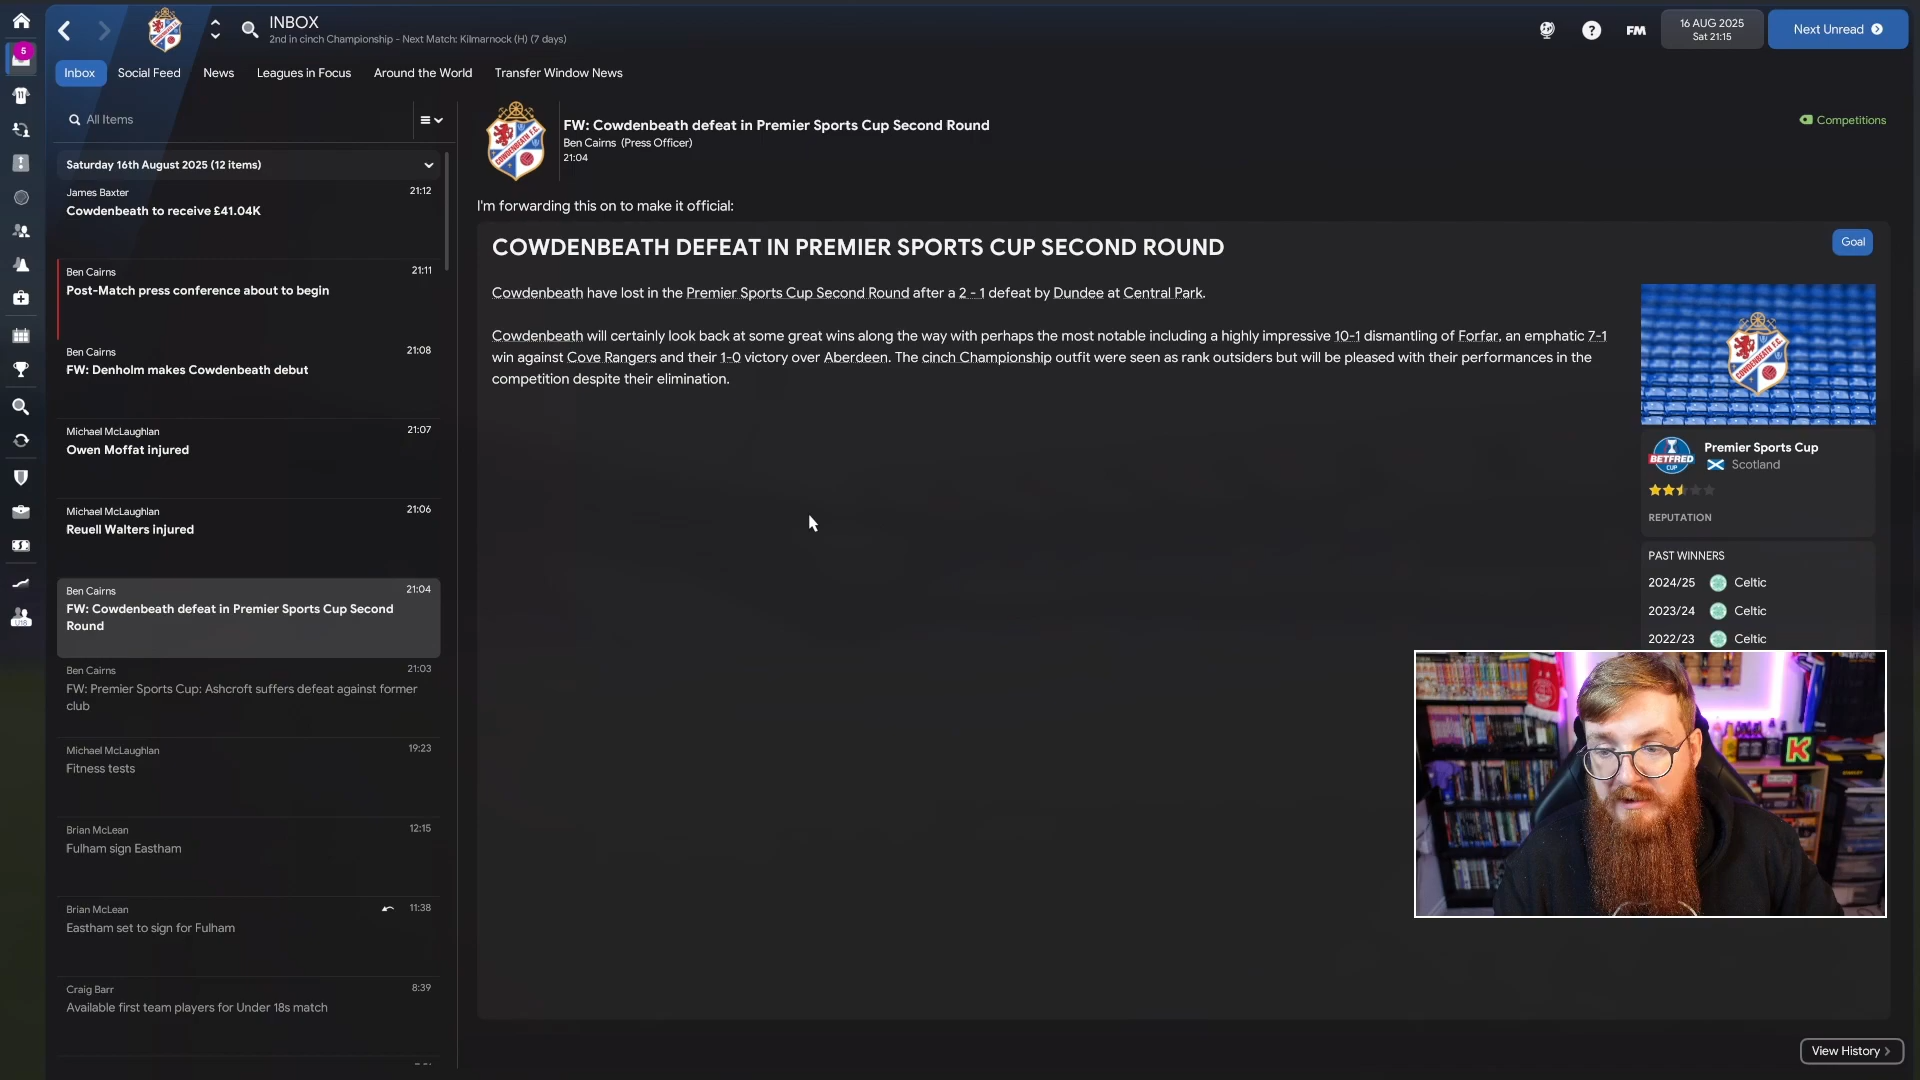 INBOX
2nd in cinch Championship - Next Match: Kilmarnock (H) (7 days)
5
FM
16 AUG 2025
Sat 21:15
Next Unread
Inbox
Social Feed
News
Leagues in Focus
Around the World
Transfer Window News
All Items
Saturday 16th August 2025 (12 items)
James Baxter
21:12
Cowdenbeath to receive £41.04K
Ben Cairns
21:11
Post-Match press conference about to begin
Ben Cairns
21:08
FW: Denholm makes Cowdenbeath debut
Michael McLaughlan
21:07
Owen Moffat injured
Michael McLaughlan
21:06
Reuell Walters injured
Ben Cairns
21:04
FW: Cowdenbeath defeat in Premier Sports Cup Second
Round
Ben Cairns
21:03
FW: Premier Sports Cup: Ashcroft suffers defeat against former
club
Michael McLaughlan
19:23
Fitness tests
Brian McLean
12:15
Fulham sign Eastham
Brian McLean
11:38
Eastham set to sign for Fulham
Craig Barr
8:39
Available first team players for Under 18s match
FW: Cowdenbeath defeat in Premier Sports Cup Second Round
Ben Cairns (Press Officer)
21:04
Competitions
I'm forwarding this on to make it official:
COWDENBEATH DEFEAT IN PREMIER SPORTS CUP SECOND ROUND
Goal
Cowdenbeath have lost in the Premier Sports Cup Second Round after a 2 - 1 defeat by Dundee at Central Park.
Cowdenbeath will certainly look back at some great wins along the way with perhaps the most notable including a highly impressive 10-1 dismantling of Forfar, an emphatic 7-1
win against Cove Rangers and their 1-0 victory over Aberdeen. The cinch Championship outfit were seen as rank outsiders but will be pleased with their performances in the
competition despite their elimination.
BETFRED
CUP
Premier Sports Cup
Scotland
REPUTATION
PAST WINNERS
2024/25 Celtic
2023/24 Celtic
2022/23 Celtic
K
View History